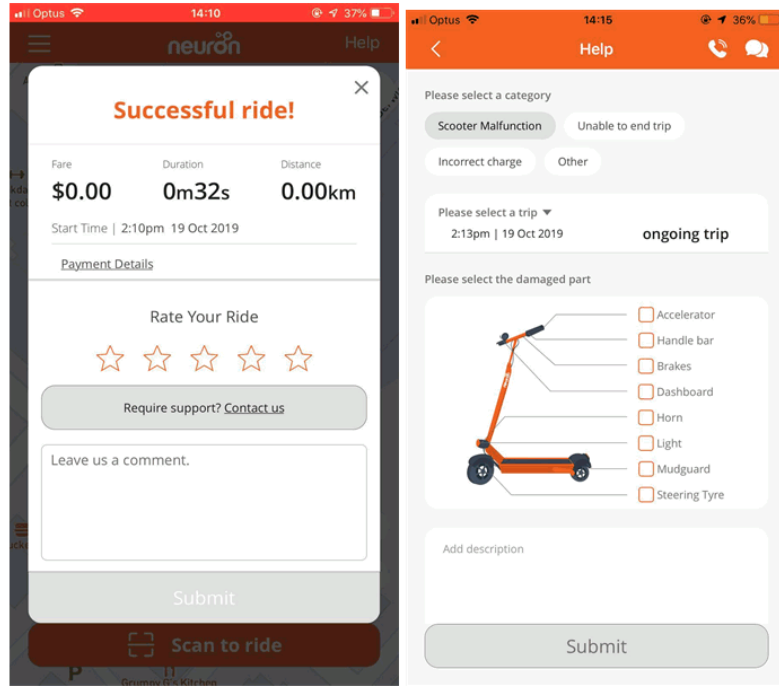 Optus 14:10 37%
neuron Help
Successful ride!
Fare Duration Distance
$0.00 0m32s 0.00km
Start Time | 2:10pm 19 Oct 2019
Payment Details
Rate Your Ride
Require support? Contact us
Leave us a comment.
Submit
Scan to ride
P
Grumpy G's Kitchen
Optus 14:15 36%
Help
Please select a category
Scooter Malfunction Unable to end trip
Incorrect charge Other
Please select a trip ▼
2:13pm | 19 Oct 2019 ongoing trip
Please select the damaged part
Accelerator
Handle bar
Brakes
Dashboard
Horn
Light
Mudguard
Steering Tyre
Add description
Submit